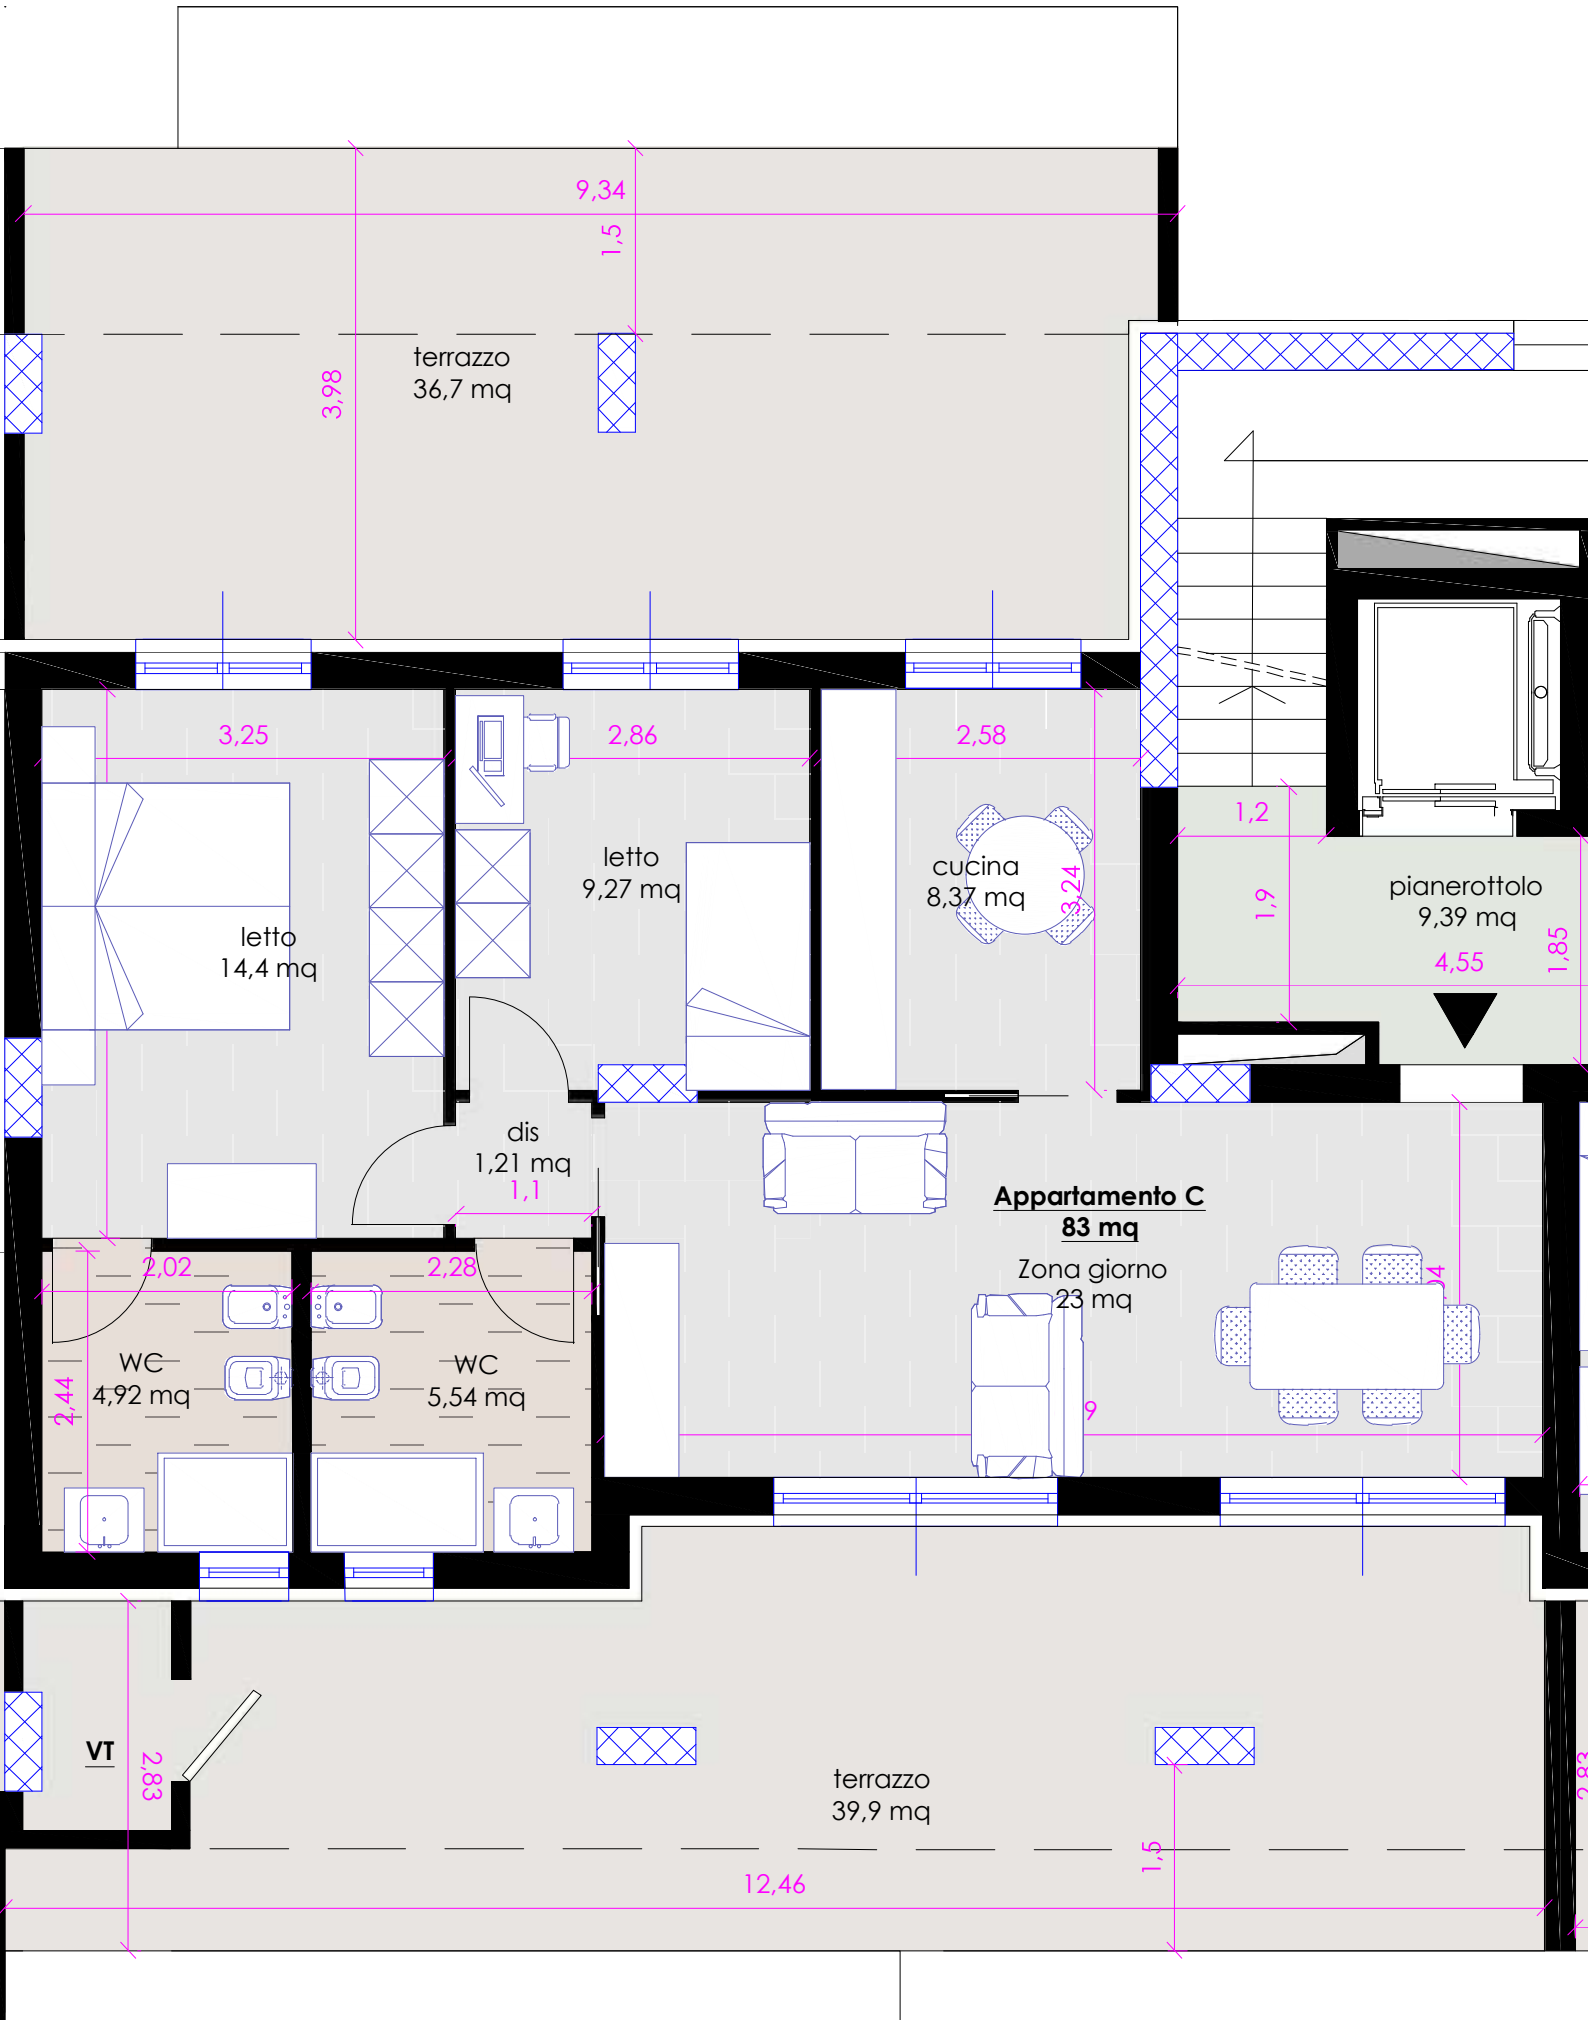 9,34
1,5
terrazzo
36,7 mq
3,98
3,25
2,86
2,58
1,2
letto
9,27 mq
cucina
8,37 mq
3,24
1,9
pianerottolo
9,39 mq
4,55
1,85
letto
14,4 mq
dis
1,21 mq
1,1
Appartamento C
83 mq
Zona giorno
23 mq
2,02
2,28
WC
4,92 mq
WC
5,54 mq
2,44
9
VT
2,83
terrazzo
39,9 mq
1,5
2,83
12,46